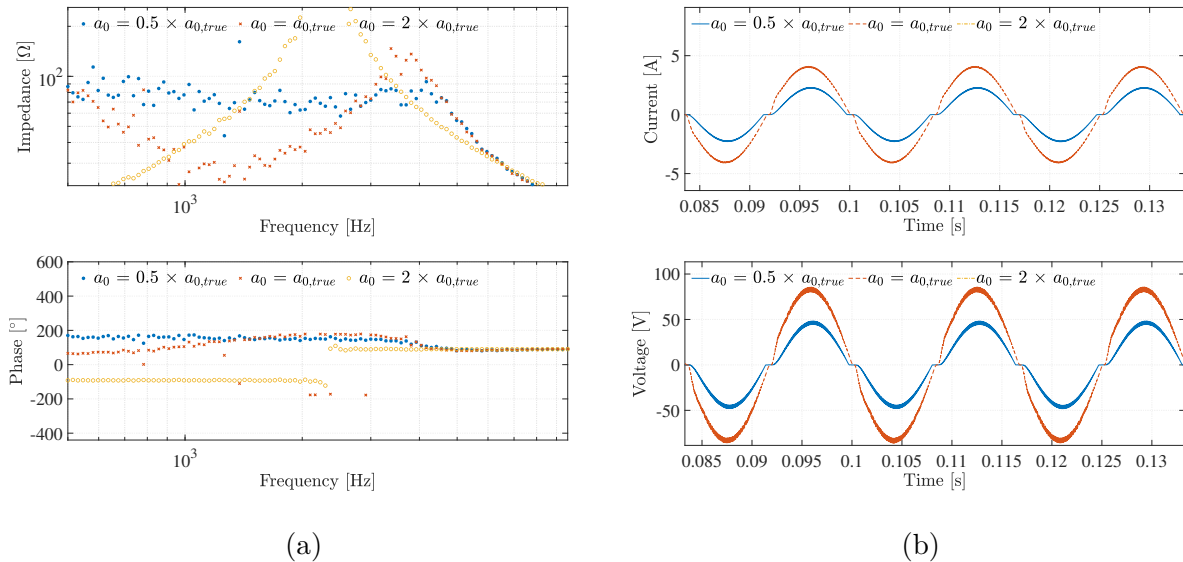 a₀ = 0.5 × a₀,true a₀ = a₀,true a₀ = 2 × a₀,true
Impedance [Ω]
10²
10³
Frequency [Hz]
a₀ = 0.5 × a₀,true a₀ = a₀,true a₀ = 2 × a₀,true
Phase [°]
600
400
200
0
-200
-400
10³
Frequency [Hz]
(a)
a₀ = 0.5 × a₀,true a₀ = a₀,true a₀ = 2 × a₀,true
Current [A]
5
0
-5
0.085 0.09 0.095 0.1 0.105 0.11 0.115 0.12 0.125 0.13
Time [s]
a₀ = 0.5 × a₀,true a₀ = a₀,true a₀ = 2 × a₀,true
Voltage [V]
100
50
0
-50
0.085 0.09 0.095 0.1 0.105 0.11 0.115 0.12 0.125 0.13
Time [s]
(b)